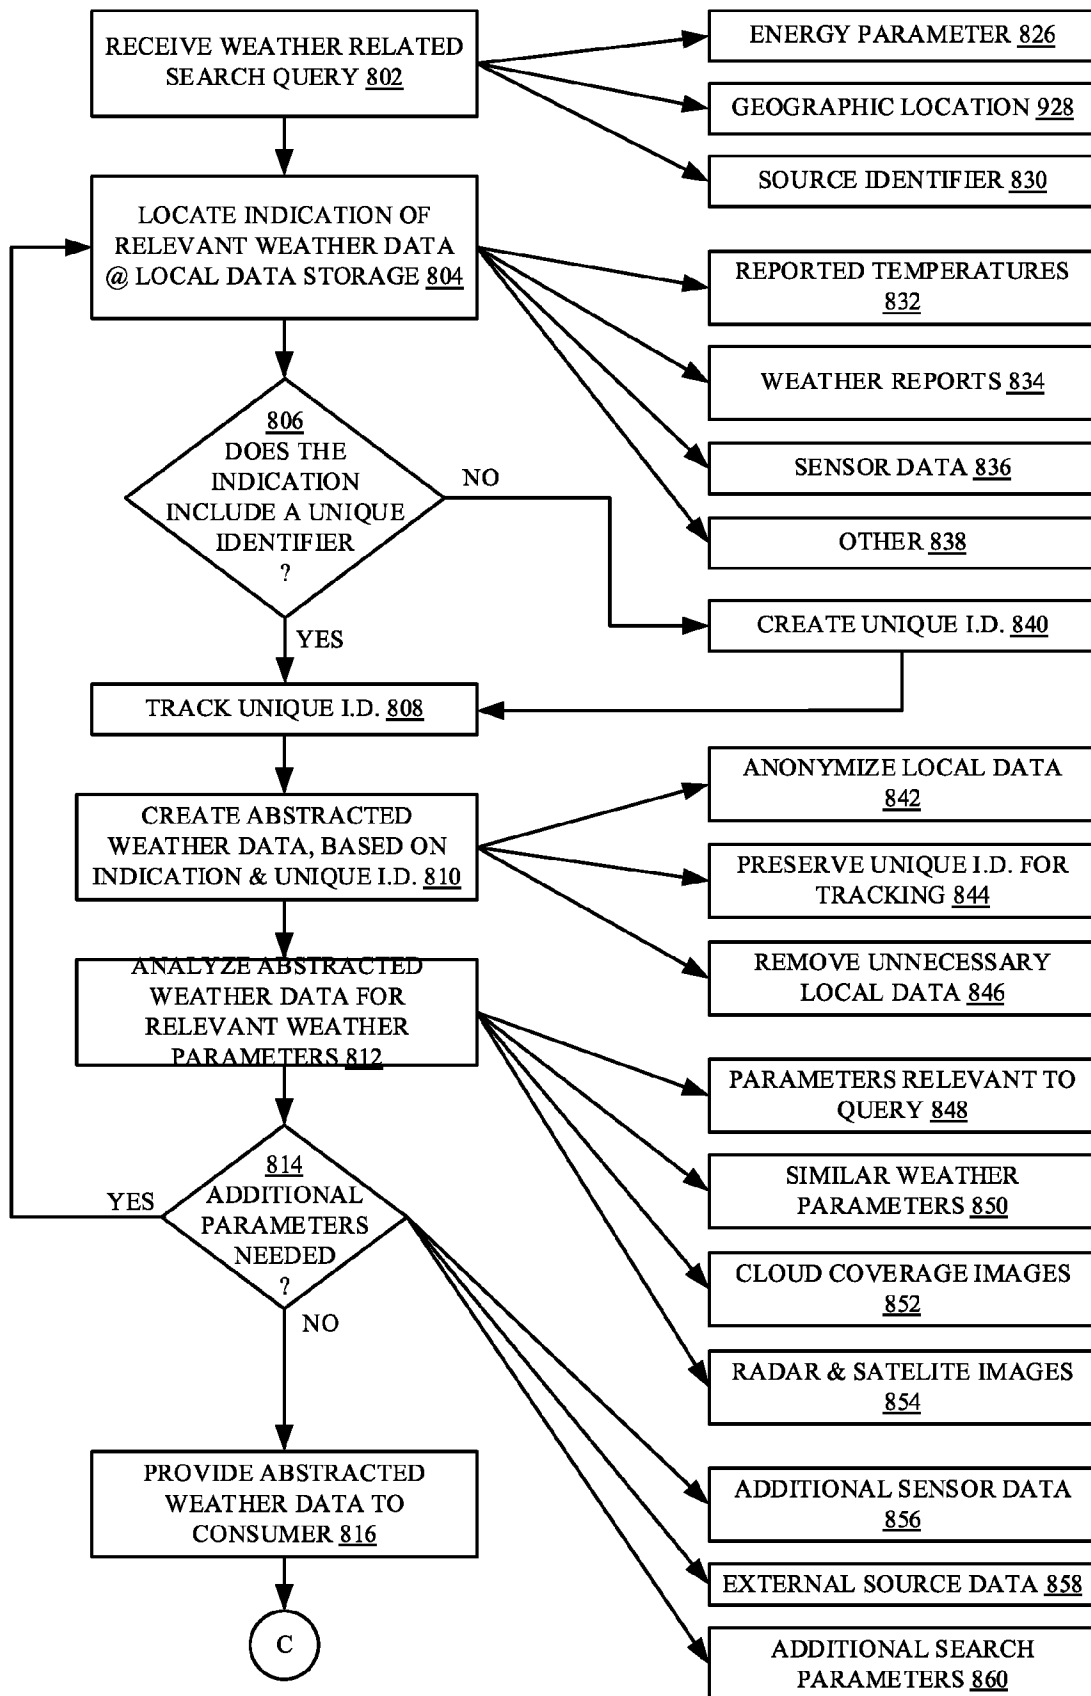 RECEIVE WEATHER RELATED
SEARCH QUERY 802
ENERGY PARAMETER 826
GEOGRAPHIC LOCATION 928
SOURCE IDENTIFIER 830
LOCATE INDICATION OF
RELEVANT WEATHER DATA
@ LOCAL DATA STORAGE 804
REPORTED TEMPERATURES
832
WEATHER REPORTS 834
SENSOR DATA 836
OTHER 838
806
DOES THE
INDICATION
INCLUDE A UNIQUE
IDENTIFIER
?
NO
YES
CREATE UNIQUE I.D. 840
TRACK UNIQUE I.D. 808
CREATE ABSTRACTED
WEATHER DATA, BASED ON
INDICATION & UNIQUE I.D. 810
ANONYMIZE LOCAL DATA
842
PRESERVE UNIQUE I.D. FOR
TRACKING 844
REMOVE UNNECESSARY
LOCAL DATA 846
ANALYZE ABSTRACTED
WEATHER DATA FOR
RELEVANT WEATHER
PARAMETERS 812
PARAMETERS RELEVANT TO
QUERY 848
SIMILAR WEATHER
PARAMETERS 850
CLOUD COVERAGE IMAGES
852
RADAR & SATELITE IMAGES
854
814
ADDITIONAL
PARAMETERS
NEEDED
?
YES
NO
ADDITIONAL SENSOR DATA
856
EXTERNAL SOURCE DATA 858
ADDITIONAL SEARCH
PARAMETERS 860
PROVIDE ABSTRACTED
WEATHER DATA TO
CONSUMER 816
C